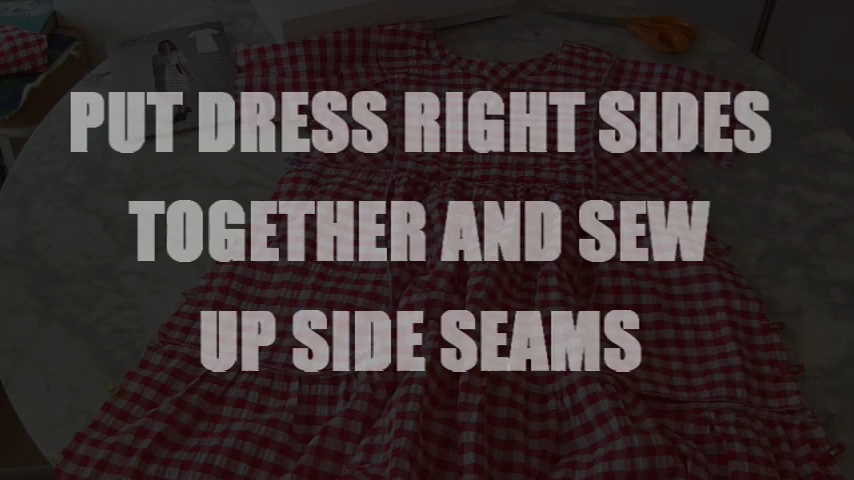 PUT DRESS RIGHT SIDES
TOGETHER AND SEW
UP SIDE SEAMS